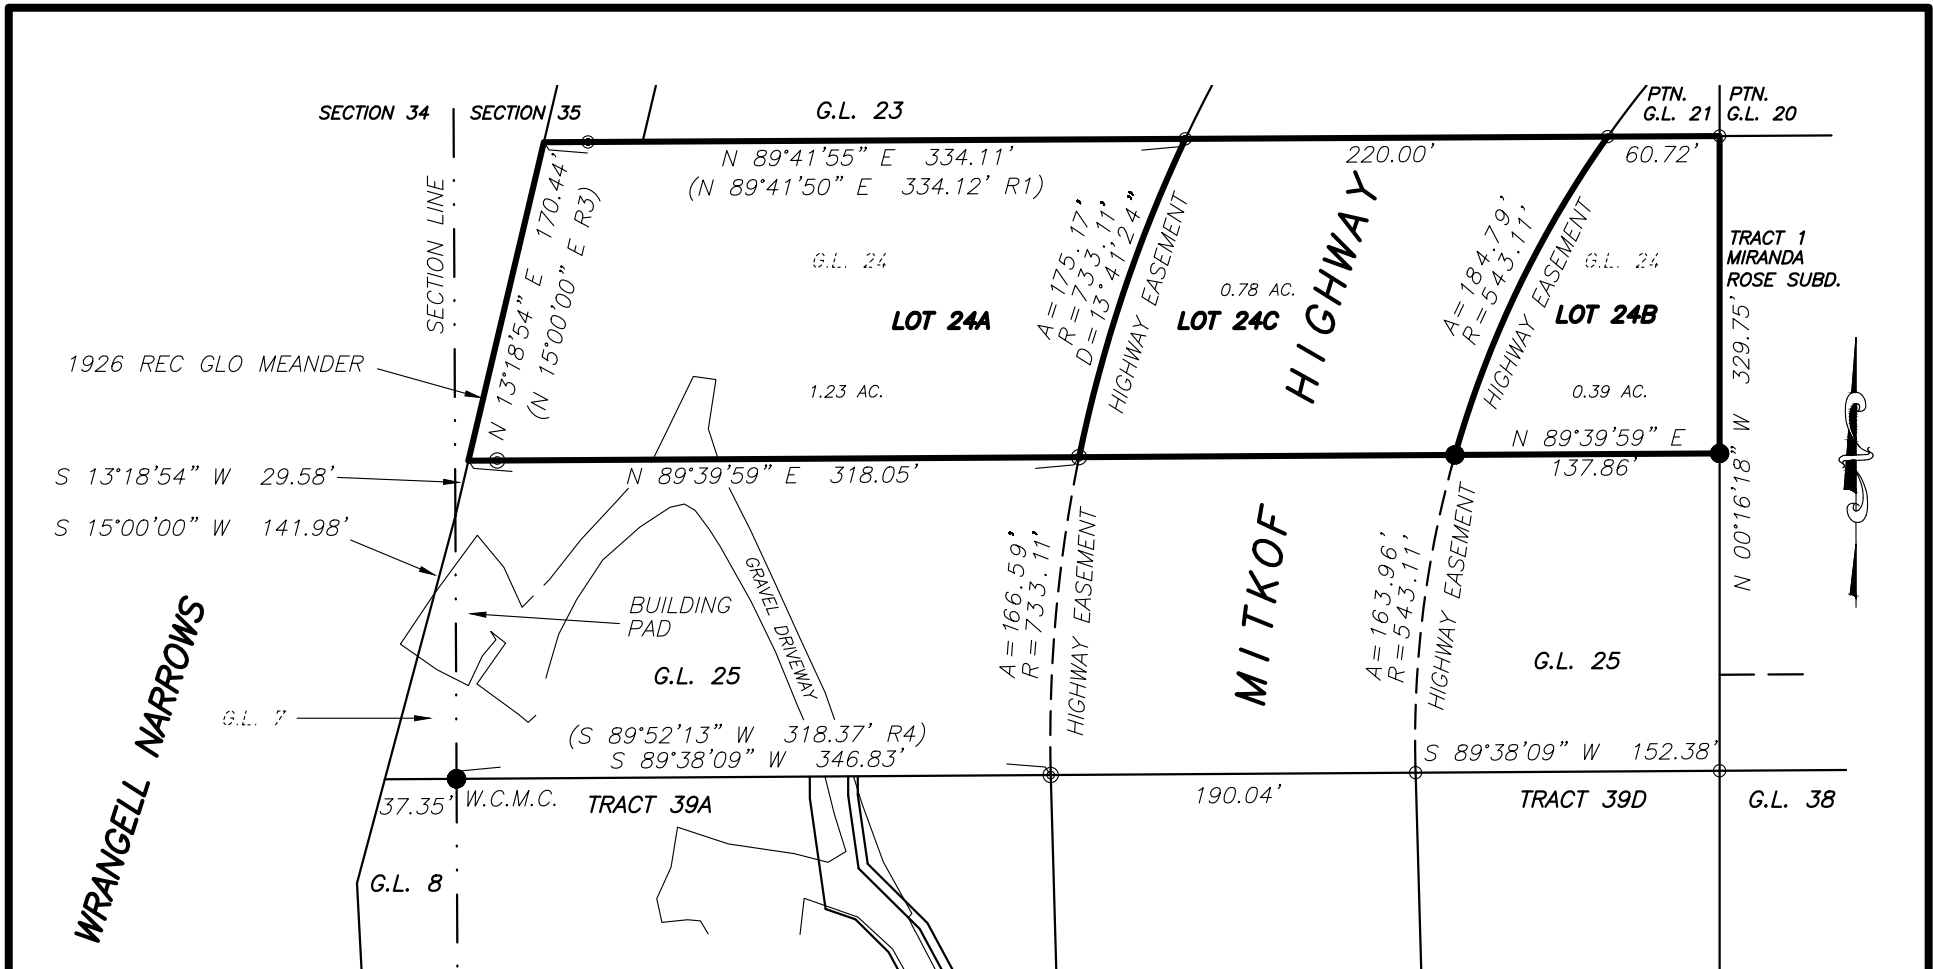 SECTION 34
SECTION 35
G.L. 23
PTN.
G.L. 21
PTN.
G.L. 20
N 89°41'55" E 334.11'
(N 89°41'50" E 334.12' R1)
220.00'
60.72'
SECTION LINE
N 13°18'54" E 170.44'
(N 15°00'00" E R3)
G.L. 24
LOT 24A
1.23 AC.
A=175.17'
R=733.11'
D=13°41'24"
HIGHWAY EASEMENT
0.78 AC.
LOT 24C
HIGHWAY
A=184.79'
R=543.11'
HIGHWAY EASEMENT
G.L. 24
LOT 24B
0.39 AC.
TRACT 1
MIRANDA
ROSE SUBD.
N 00°16'18" W 329.75'
1926 REC GLO MEANDER
S 13°18'54" W 29.58'
S 15°00'00" W 141.98'
N 89°39'59" E 318.05'
N 89°39'59" E
137.86'
A=166.59'
R=733.11'
HIGHWAY EASEMENT
MITKOF
A=163.96'
R=543.11'
HIGHWAY EASEMENT
GRAVEL DRIVEWAY
BUILDING
PAD
G.L. 25
G.L. 25
G.L. 7
WRANGELL NARROWS
(S 89°52'13" W 318.37' R4)
S 89°38'09" W 346.83'
S 89°38'09" W 152.38'
37.35'
W.C.M.C.
TRACT 39A
190.04'
TRACT 39D
G.L. 38
G.L. 8